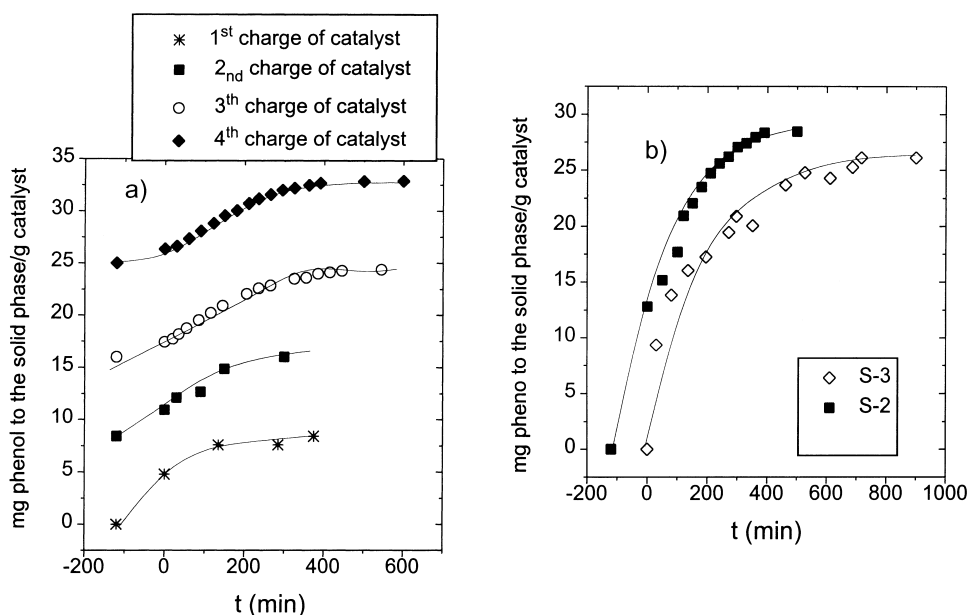 1st charge of catalyst
2nd charge of catalyst
3th charge of catalyst
4th charge of catalyst
a)
mg phenol to the solid phase/g catalyst
35
30
25
20
15
10
5
0
-200 0 200 400 600
t (min)
b)
mg pheno to the solid phase/g catalyst
30
25
20
15
10
5
0
S-3
S-2
-200 0 200 400 600 800 1000
t (min)